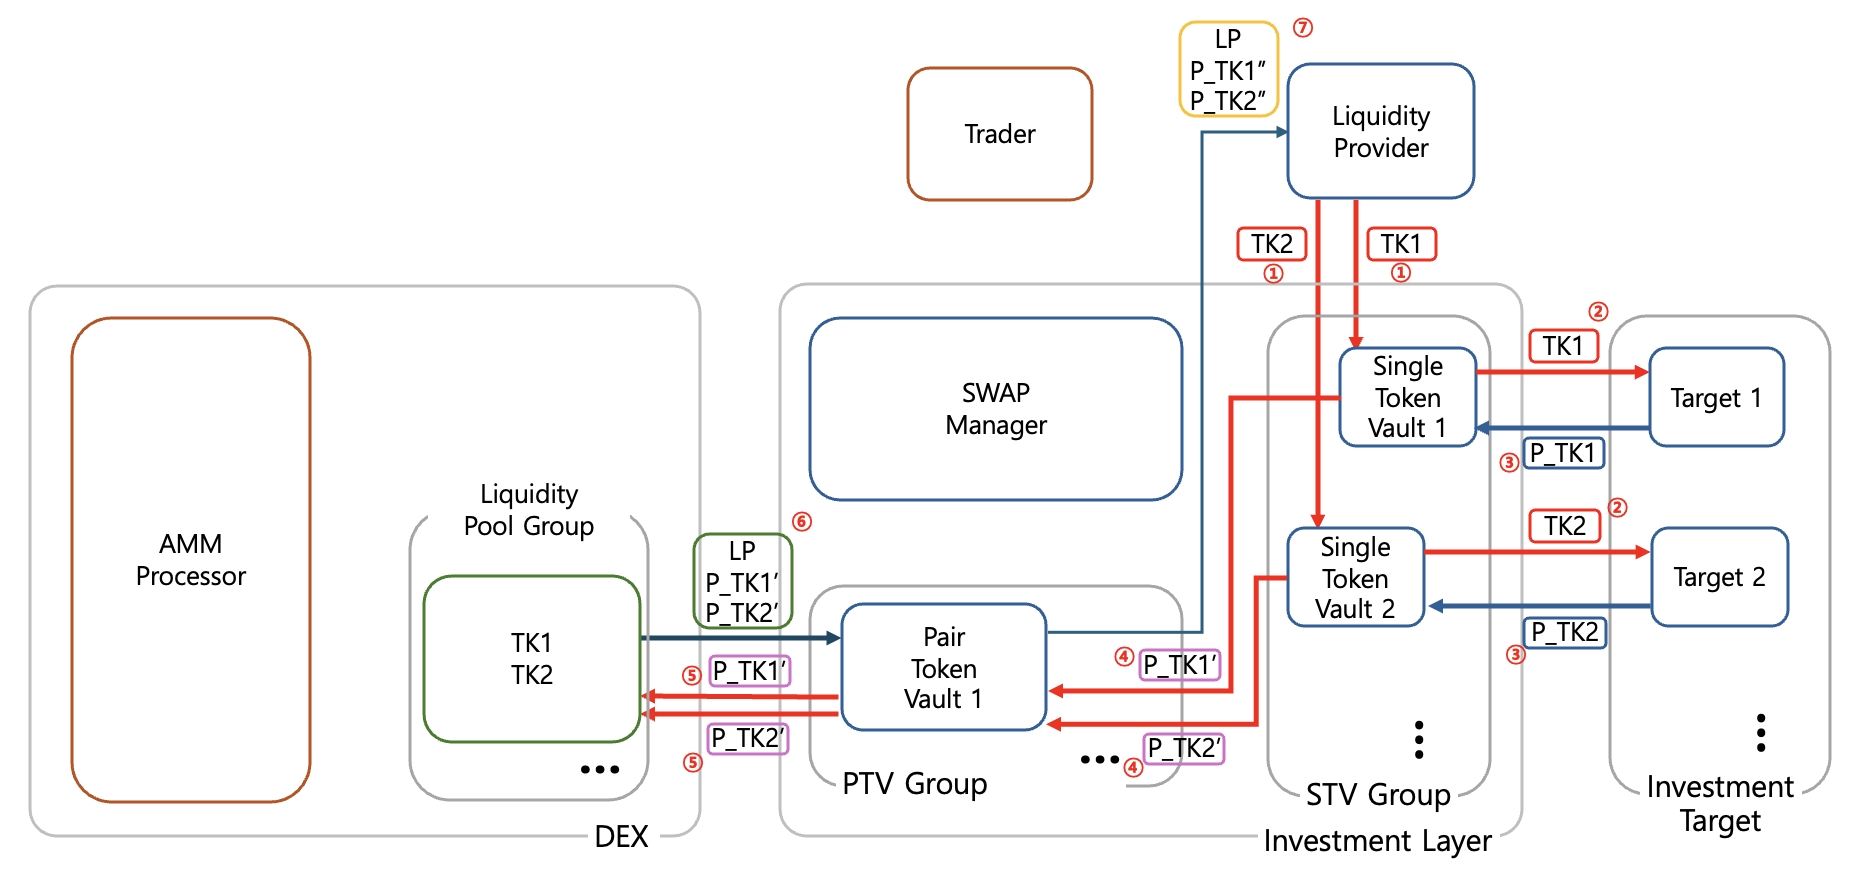 LP
P_TK1″
P_TK2″
⑦
Trader
Liquidity
Provider
TK2
①
TK1
①
AMM
Processor
Liquidity
Pool Group
TK1
TK2
DEX
SWAP
Manager
⑥
LP
P_TK1′
P_TK2′
⑤
P_TK1′
P_TK2′
⑤
Pair
Token
Vault 1
PTV Group
④
P_TK1′
P_TK2′
④
Single
Token
Vault 1
Single
Token
Vault 2
STV Group
Investment Layer
②
TK1
P_TK1
③
②
TK2
P_TK2
③
Target 1
Target 2
Investment
Target